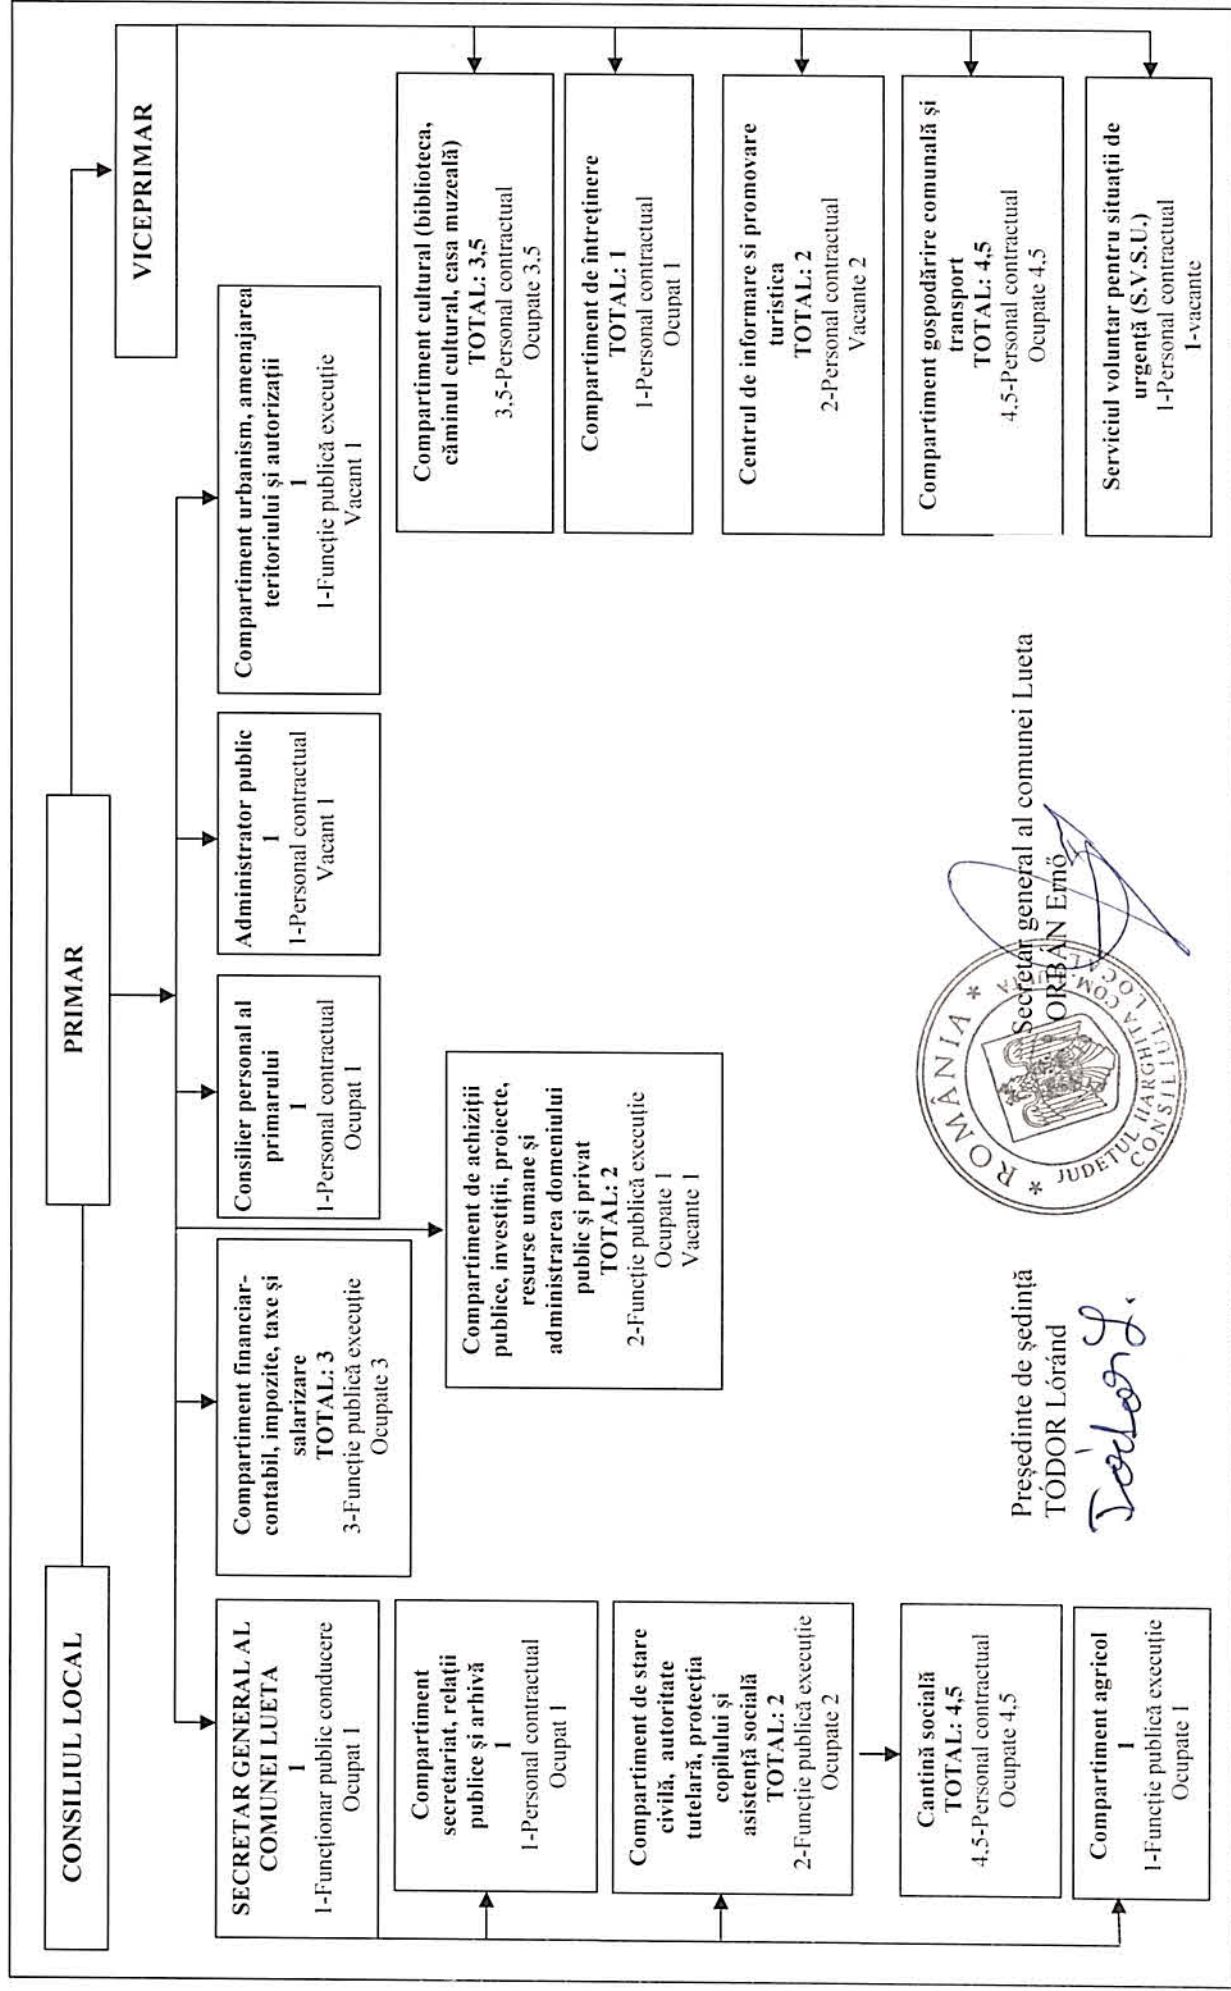 CONSILIUL LOCAL
PRIMAR
VICEPRIMAR
SECRETAR GENERAL AL
COMUNEI LUETA
1
1-Funcționar public conducere
Ocupat 1
Compartiment financiar-
contabil, impozite, taxe și
salarizare
TOTAL: 3
3-Funcție publică execuție
Ocupate 3
Consilier personal al
primarului
1
1-Personal contractual
Ocupat 1
Administrator public
1
1-Personal contractual
Vacant 1
Compartiment urbanism, amenajarea
teritoriului și autorizații
1
1-Funcție publică execuție
Vacant 1
Compartiment
secretariat, relații
publice și arhivă
1
1-Personal contractual
Ocupat 1
Compartiment de stare
civilă, autoritate
tutelară, protecția
copilului și
asistență socială
TOTAL: 2
2-Funcție publică execuție
Ocupate 2
Cantină socială
TOTAL: 4,5
4.5-Personal contractual
Ocupate 4,5
Compartiment agricol
1
1-Funcție publică execuție
Ocupate 1
Compartiment de achiziții
publice, investiții, proiecte,
resurse umane și
administrarea domeniului
public și privat
TOTAL: 2
2-Funcție publică execuție
Ocupate 1
Vacante 1
Compartiment cultural (biblioteca,
căminul cultural, casa muzeală)
TOTAL: 3,5
3.5-Personal contractual
Ocupate 3.5
Compartiment de întreținere
TOTAL: 1
1-Personal contractual
Ocupat 1
Centrul de informare si promovare
turistica
TOTAL: 2
2-Personal contractual
Vacante 2
Compartiment gospodărire comunală și
transport
TOTAL: 4,5
4.5-Personal contractual
Ocupate 4.5
Serviciul voluntar pentru situații de
urgență (S.V.S.U.)
1-Personal contractual
1-vacante
Președinte de ședință
TÓDOR Lóránd
Tódor L.
Secretar general al comunei Lueta
ORBÁN Ernő
* ROMÂNIA *
JUDETUL HARGHITA COM. LUETA
CONSILIUL LOCAL